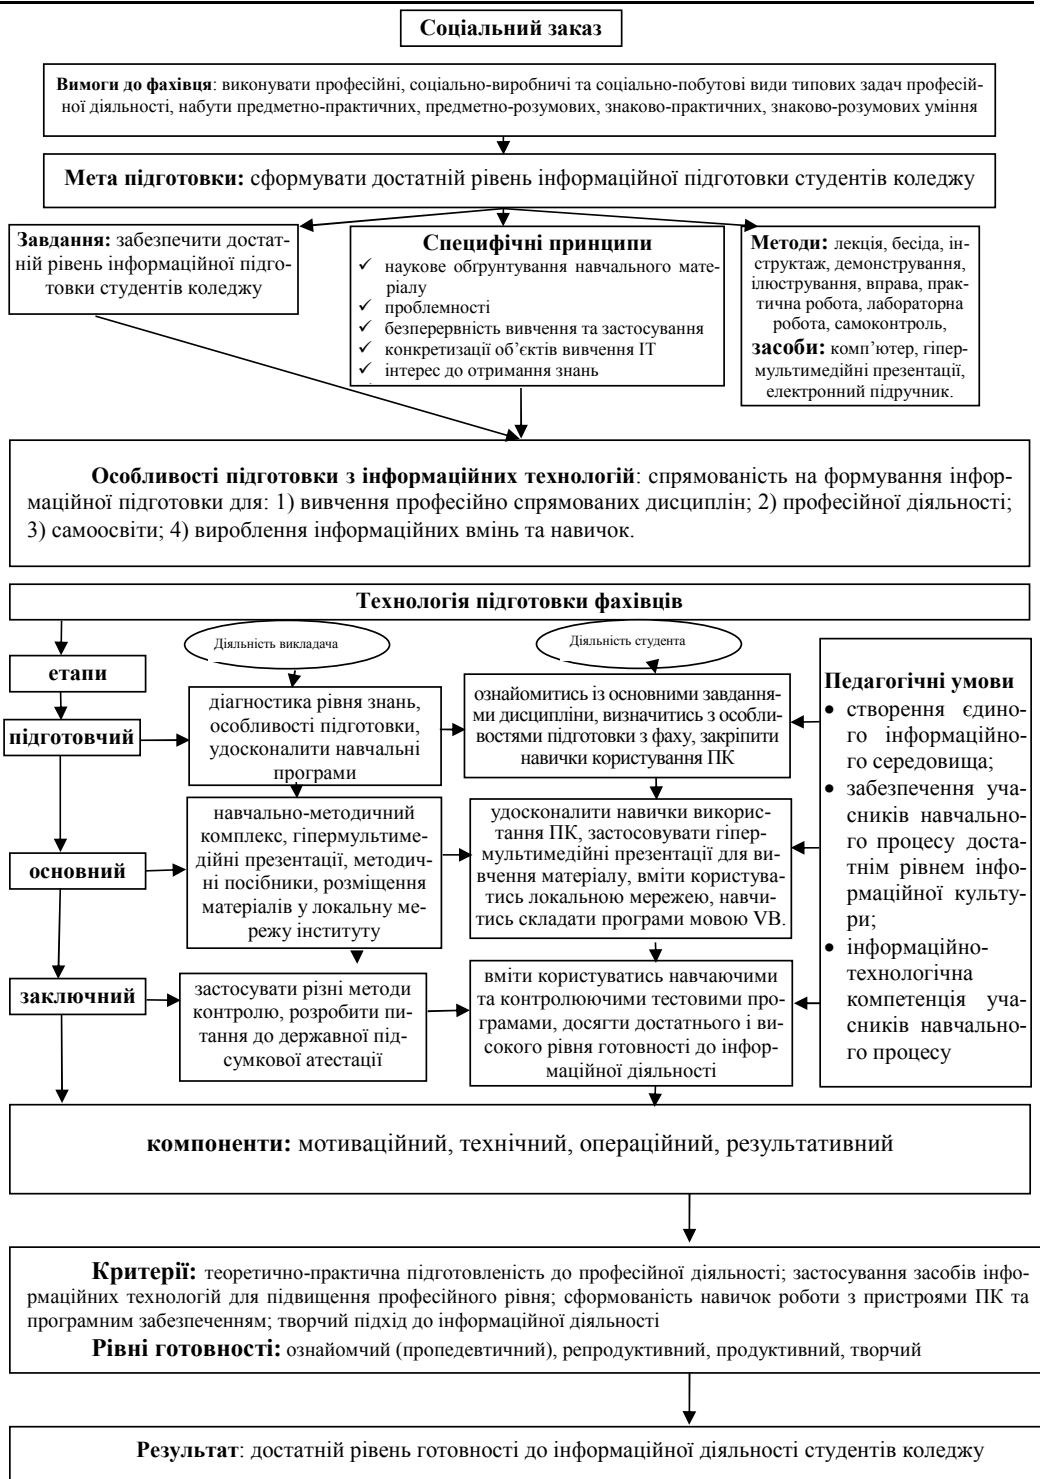 Соціальний заказ
Вимоги до фахівця: виконувати професійні, соціально-виробничі та соціально-побутові види типових задач професій-
ної діяльності, набути предметно-практичних, предметно-розумових, знаково-практичних, знаково-розумових уміння
Мета підготовки: сформувати достатній рівень інформаційної підготовки студентів коледжу
Завдання: забезпечити достат-
ній рівень інформаційної підго-
товки студентів коледжу
Специфічні принципи
✓ наукове обґрунтування навчального мате-
ріалу
✓ проблемності
✓ безперервність вивчення та застосування
✓ конкретизації об’єктів вивчення ІТ
✓ інтерес до отримання знань
Методи: лекція, бесіда, ін-
структаж, демонстрування,
ілюстрування, вправа, прак-
тична робота, лабораторна
робота, самоконтроль,
засоби: комп’ютер, гіпер-
мультимедійні презентації,
електронний підручник.
Особливості підготовки з інформаційних технологій: спрямованість на формування інфор-
маційної підготовки для: 1) вивчення професійно спрямованих дисциплін; 2) професійної діяльності;
3) самоосвіти; 4) вироблення інформаційних вмінь та навичок.
Технологія підготовки фахівців
етапи
Діяльність викладача
Діяльність студента
підготовчий
діагностика рівня знань,
особливості підготовки,
удосконалити навчальні
програми
ознайомитись із основними завдання-
ми дисципліни, визначитись з особли-
востями підготовки з фаху, закріпити
навички користування ПК
основний
навчально-методичний
комплекс, гіпермультиме-
дійні презентації, методич-
ні посібники, розміщення
матеріалів у локальну ме-
режу інституту
удосконалити навички викорис-
тання ПК, застосовувати гіпер-
мультимедійні презентації для ви-
вчення матеріалу, вміти користува-
тись локальною мережею, навчи-
тись складати програми мовою VB.
заключний
застосувати різні методи
контролю, розробити пи-
тання до державної під-
сумкової атестації
вміти користуватись навчаючими
та контролюючими тестовими про-
грамами, досягти достатнього і ви-
сокого рівня готовності до інфор-
маційної діяльності
Педагогічні умови
• створення єдино-
го інформаційно-
го середовища;
• забезпечення уча-
сників навчально-
го процесу доста-
тнім рівнем інфо-
рмаційної культу-
ри;
• інформаційно-
технологічна
компетенція уча-
сників навчально-
го процесу
компоненти: мотиваційний, технічний, операційний, результативний
Критерії: теоретично-практична підготовленість до професійної діяльності; застосування засобів інфо-
рмаційних технологій для підвищення професійного рівня; сформованість навичок роботи з пристроями ПК та
програмним забезпеченням; творчий підхід до інформаційної діяльності
Рівні готовності: ознайомчий (пропедевтичний), репродуктивний, продуктивний, творчий
Результат: достатній рівень готовності до інформаційної діяльності студентів коледжу